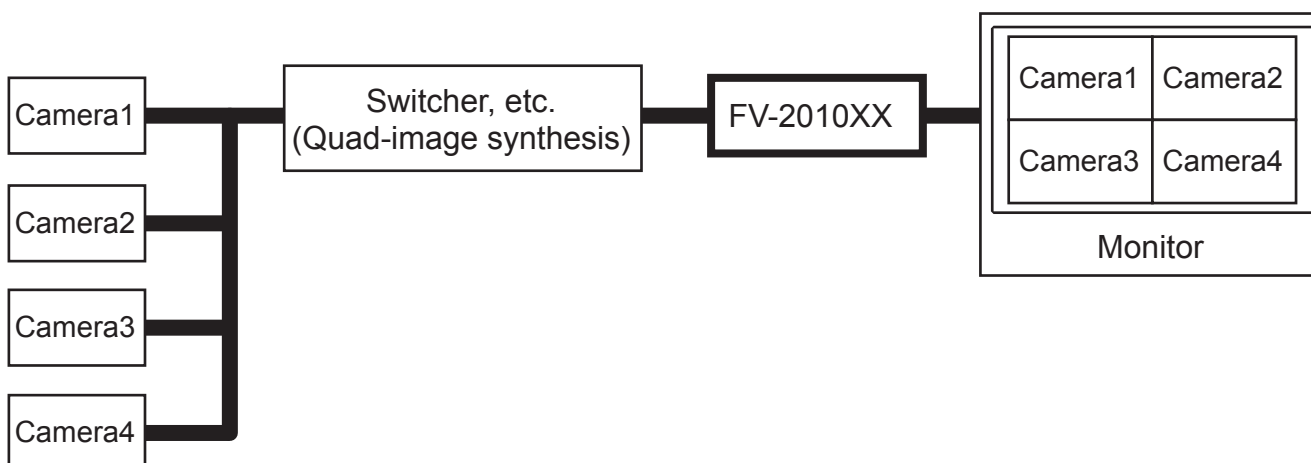 Camera1
Camera2
Camera3
Camera4
Switcher, etc.
(Quad-image synthesis)
FV-2010XX
Camera1 Camera2
Camera3 Camera4
Monitor